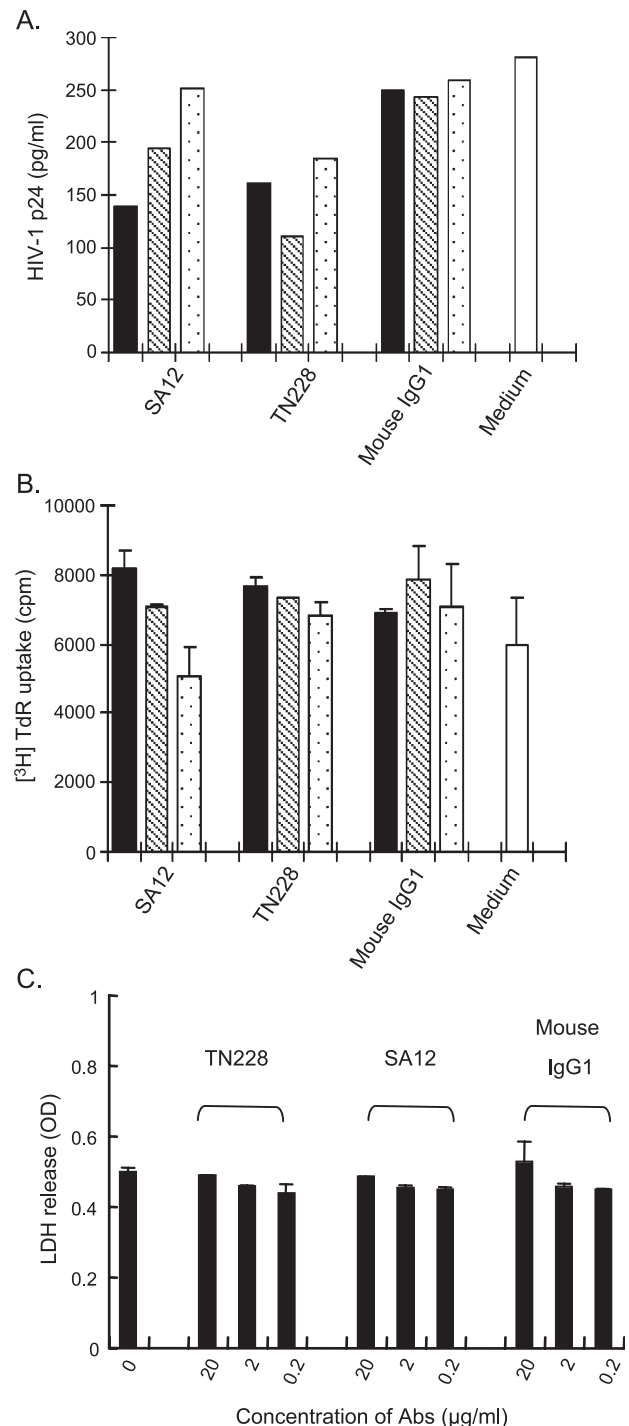 A.
HIV-1 p24 (pg/ml)
300
250
200
150
100
50
0
SA12
TN228
Mouse IgG1
Medium
B.
[³H] TdR uptake (cpm)
10000
8000
6000
4000
2000
0
SA12
TN228
Mouse IgG1
Medium
C.
LDH release (OD)
1
0.8
0.6
0.4
0.2
0
TN228
SA12
Mouse
IgG1
0 20 2 0.2 20 2 0.2 20 2 0.2
Concentration of Abs (μg/ml)